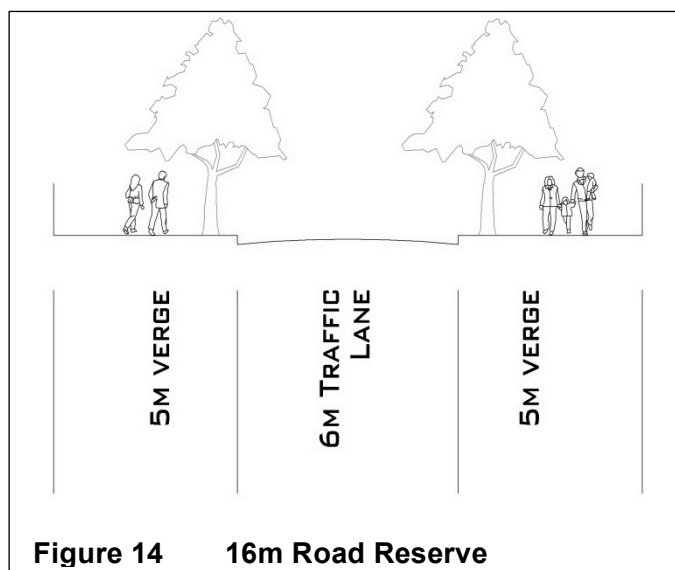 5M VERGE
6M TRAFFIC
LANE
5M VERGE
Figure 14 16m Road Reserve